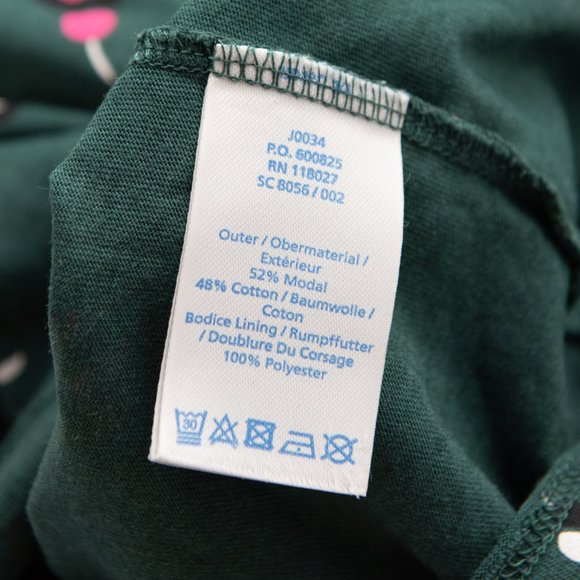 J0034
P.O. 600825
RN 118027
SC 8056 / 002
Outer / Obermaterial /
Extérieur
52% Modal
48% Cotton / Baumwolle /
Coton
Bodice Lining / Rumpffutter
/ Doublure Du Corsage
100% Polyester
30